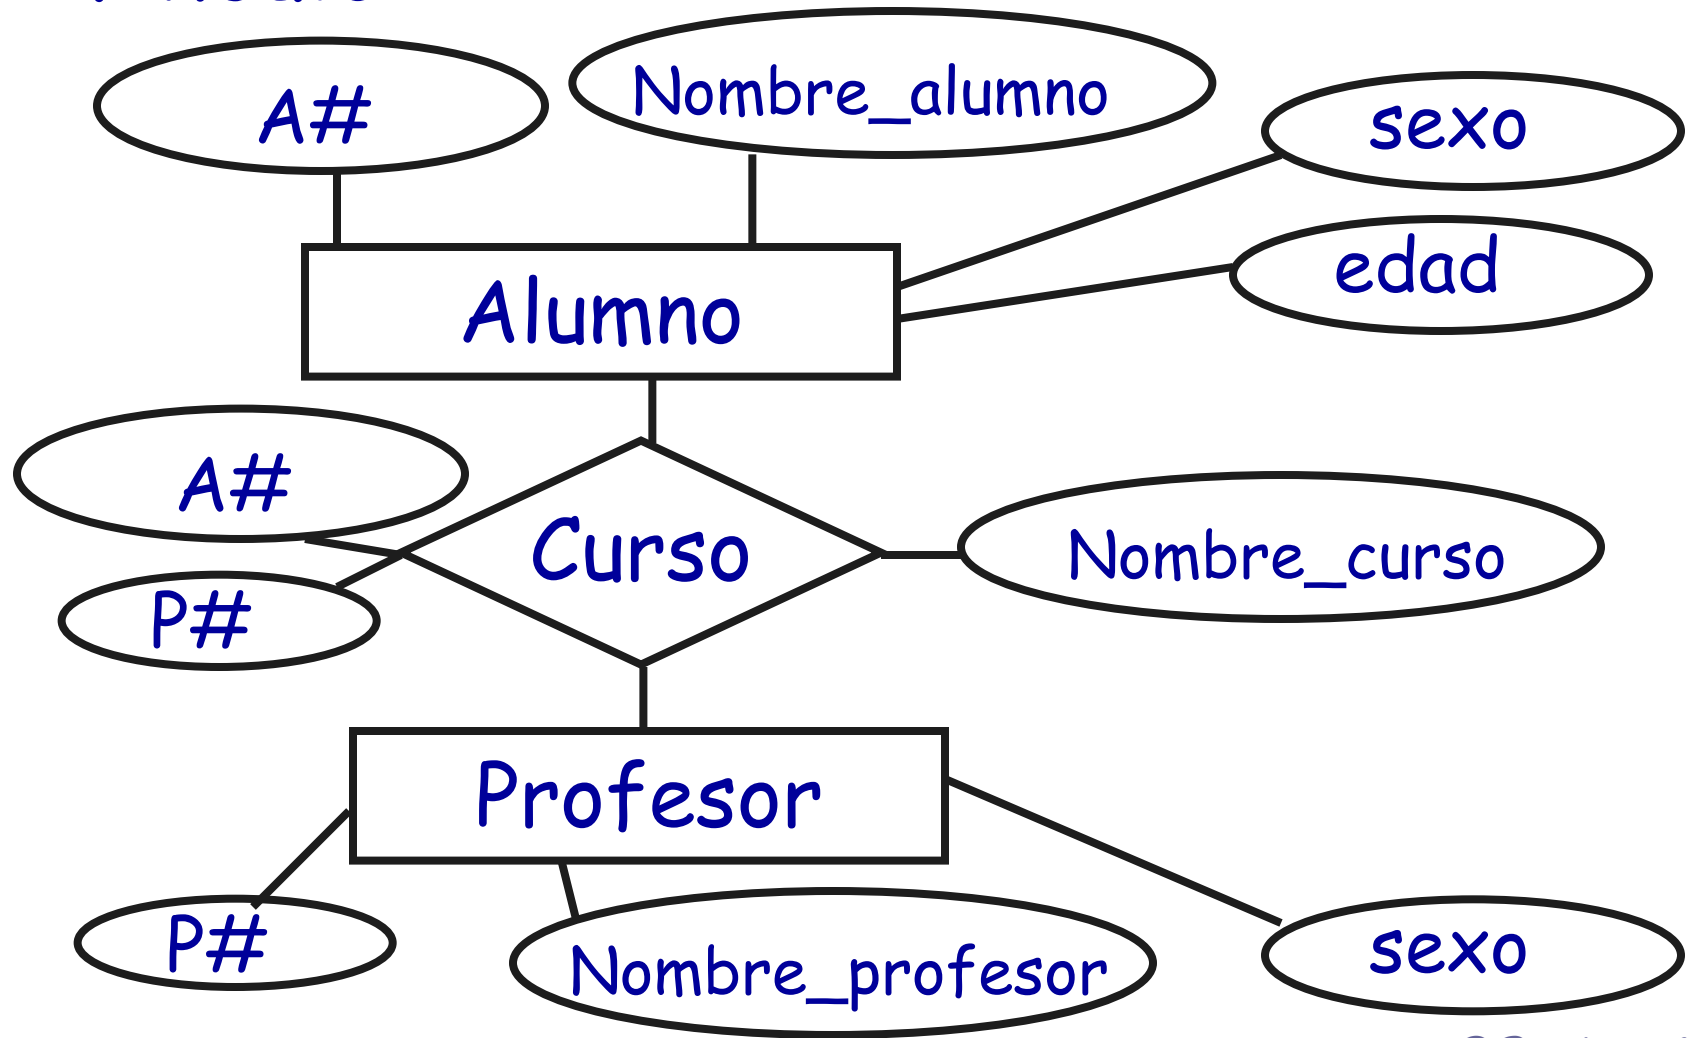 A#
Nombre_alumno
sexo
edad
Alumno
A#
Curso
Nombre_curso
P#
Profesor
P#
Nombre_profesor
sexo